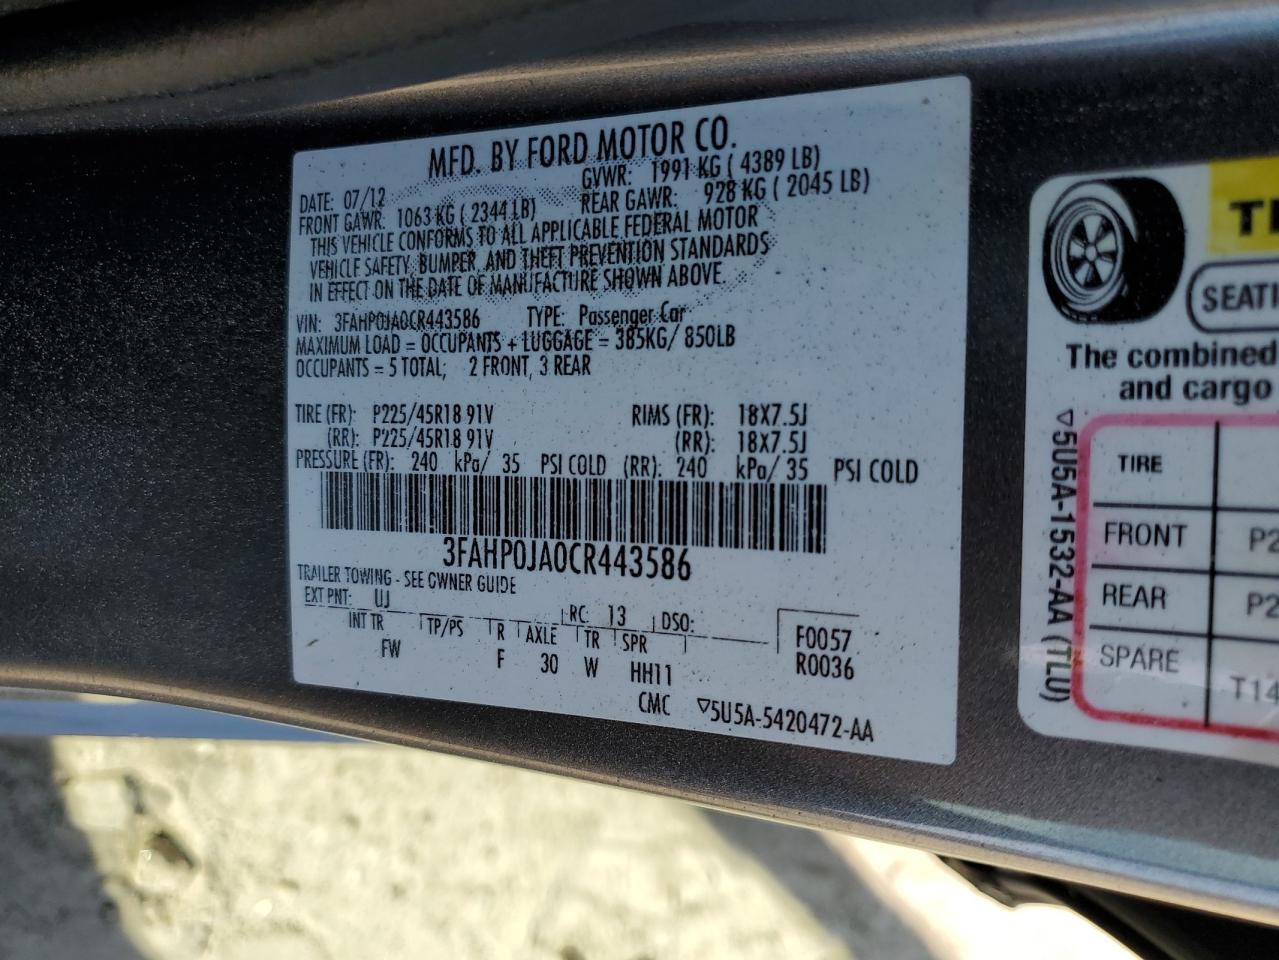 MFD. BY FORD MOTOR CO.
DATE: 07/12 GVWR: 1991 KG ( 4389 LB)
FRONT GAWR: 1063 KG ( 2344 LB) REAR GAWR: 928 KG ( 2045 LB)
THIS VEHICLE CONFORMS TO ALL APPLICABLE FEDERAL MOTOR
VEHICLE SAFETY, BUMPER, AND THEFT PREVENTION STANDARDS
IN EFFECT ON THE DATE OF MANUFACTURE SHOWN ABOVE.
VIN: 3FAHP0JA0CR443586 TYPE: Passenger Car
MAXIMUM LOAD = OCCUPANTS + LUGGAGE = 385KG/ 850LB
OCCUPANTS = 5 TOTAL; 2 FRONT, 3 REAR
TIRE (FR): P225/45R18 91V RIMS (FR): 18X7.5J
(RR): P225/45R18 91V (RR): 18X7.5J
PRESSURE (FR): 240 kPa/ 35 PSI COLD (RR): 240 kPa/ 35 PSI COLD
3FAHP0JA0CR443586
TRAILER TOWING - SEE OWNER GUIDE
EXT PNT: UJ RC: 13 DSO:
INT TR TP/PS R AXLE TR SPR F0057
FW F 30 W HH11 R0036
CMC ▽5U5A-5420472-AA
TI
SEATI
The combined
and cargo
▽5U5A-1532-AA (TLU)
TIRE
FRONT P2
REAR P2
SPARE T14